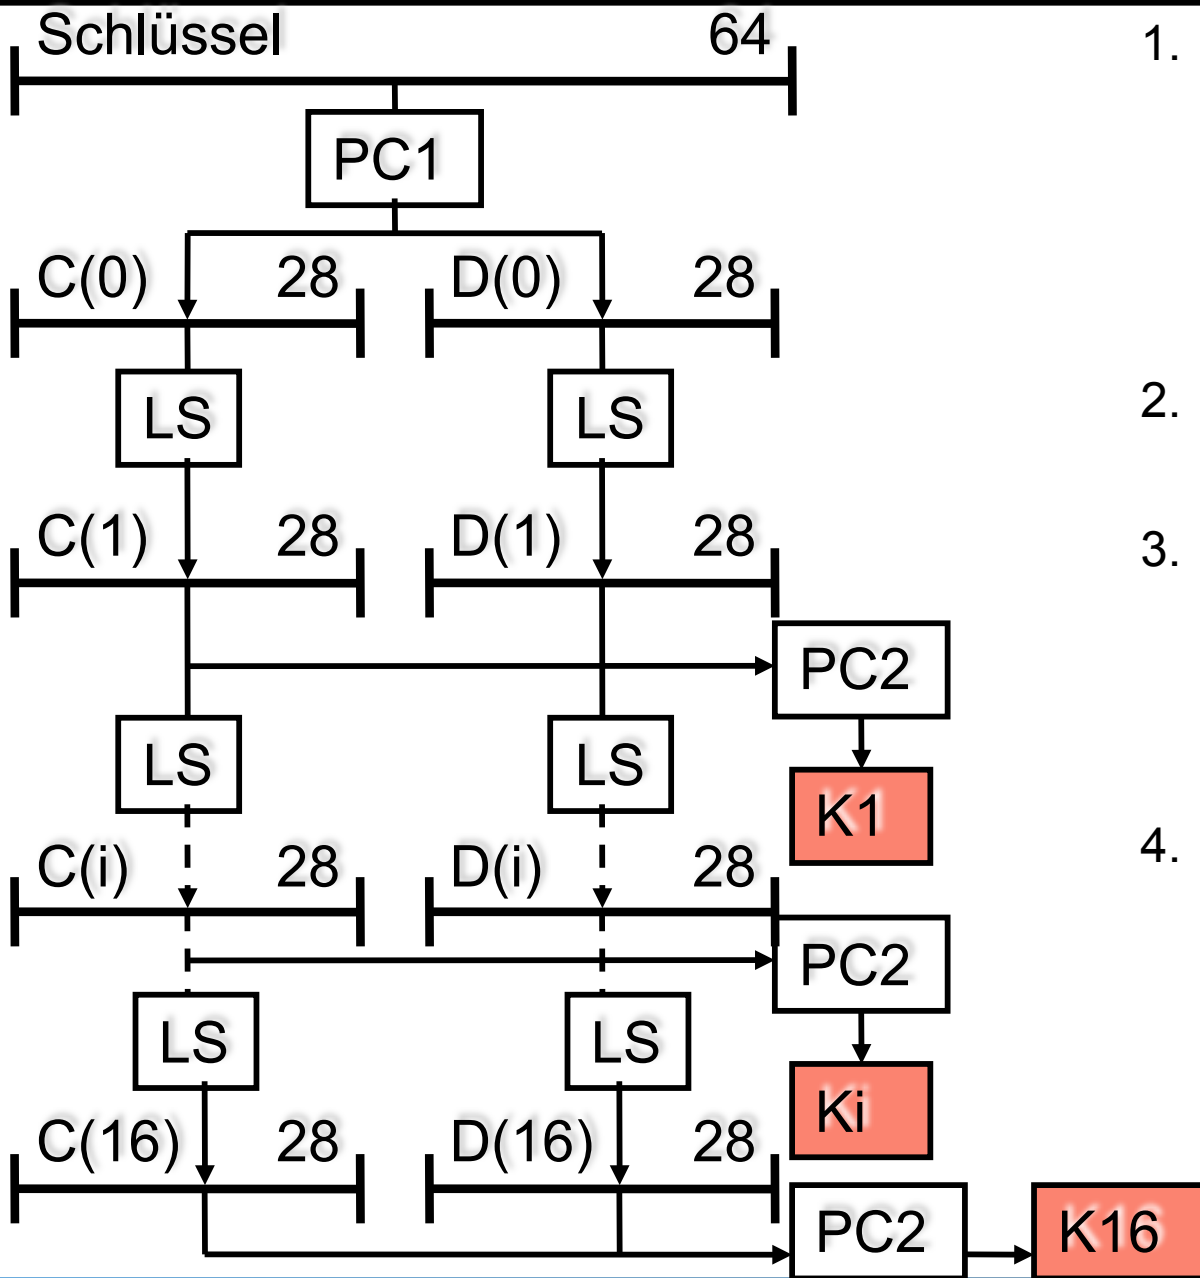 Schlüssel 64
1.
PC1
C(0) 28 D(0) 28
LS LS
2.
C(1) 28 D(1) 28
3.
PC2
LS LS
K1
C(i) 28 D(i) 28
4.
PC2
LS LS
Ki
C(16) 28 D(16) 28
PC2 K16